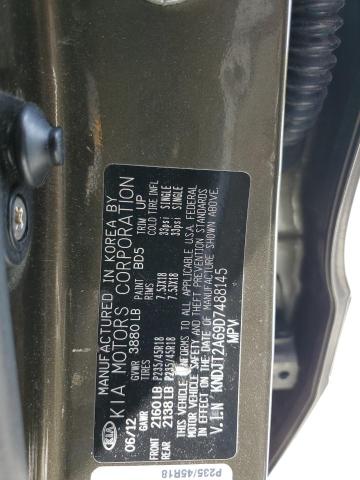 MANUFACTURED IN KOREA BY
KIA MOTORS CORPORATION
06/12 GVWR 3880 LB PAINT BD5 TRIM UP
GAWR TIRES RIMS COLD TIRE INFL
FRONT 2160 LB P235/45R18 7.5JX18 33psi SINGLE
REAR 2138 LB P235/45R18 7.5JX18 33psi SINGLE
THIS VEHICLE CONFORMS TO ALL APPLICABLE U.S.A. FEDERAL
MOTOR VEHICLE SAFETY AND THEFT PREVENTION STANDARDS
IN EFFECT ON THE DATE OF MANUFACTURE SHOWN ABOVE.
V.I.N KNDJT2A69D7488145
MPV
KIA
P235/45R18